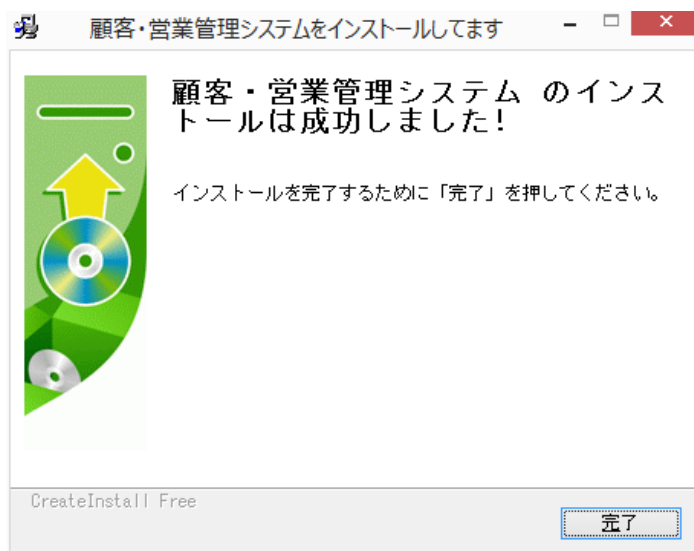 顧客・営業管理システムをインストールしてます
顧客・営業管理システム のインス
トールは成功しました!
インストールを完了するために「完了」を押してください。
CreateInstall Free
完了